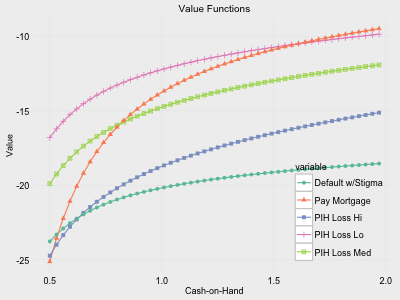 Value Functions
-10
-15
-20
-25
Value
0.5 1.0 1.5 2.0
Cash-on-Hand
variable
Default w/Stigma
Pay Mortgage
PIH Loss Hi
PIH Loss Lo
PIH Loss Med